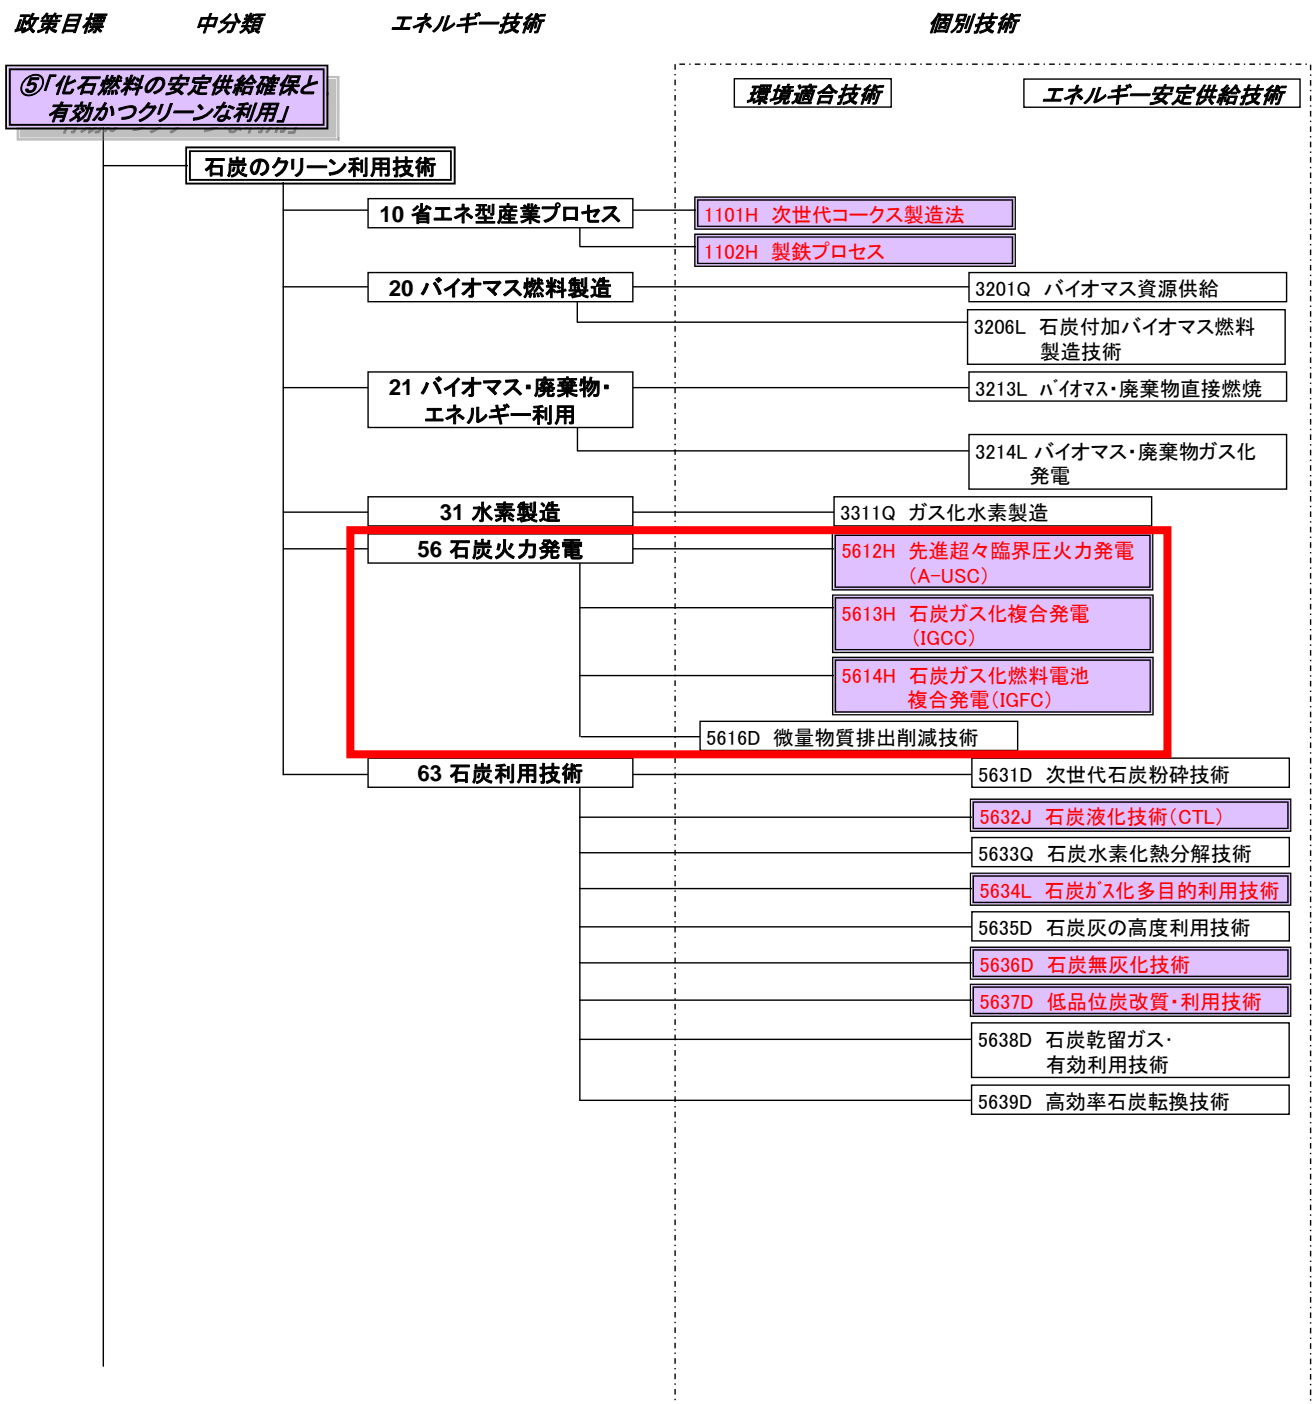 政策目標 中分類 エネルギー技術 個別技術
⑤「化石燃料の安定供給確保と
有効かつクリーンな利用」
環境適合技術 エネルギー安定供給技術
石炭のクリーン利用技術
10 省エネ型産業プロセス
1101H 次世代コークス製造法
1102H 製鉄プロセス
20 バイオマス燃料製造
3201Q バイオマス資源供給
3206L 石炭付加バイオマス燃料
製造技術
21 バイオマス・廃棄物・
エネルギー利用
3213L バイオマス・廃棄物直接燃焼
3214L バイオマス・廃棄物ガス化
発電
31 水素製造
3311Q ガス化水素製造
56 石炭火力発電
5612H 先進超々臨界圧火力発電
(A-USC)
5613H 石炭ガス化複合発電
(IGCC)
5614H 石炭ガス化燃料電池
複合発電(IGFC)
5616D 微量物質排出削減技術
63 石炭利用技術
5631D 次世代石炭粉砕技術
5632J 石炭液化技術(CTL)
5633Q 石炭水素化熱分解技術
5634L 石炭ガス化多目的利用技術
5635D 石炭灰の高度利用技術
5636D 石炭無灰化技術
5637D 低品位炭改質・利用技術
5638D 石炭乾留ガス・
有効利用技術
5639D 高効率石炭転換技術